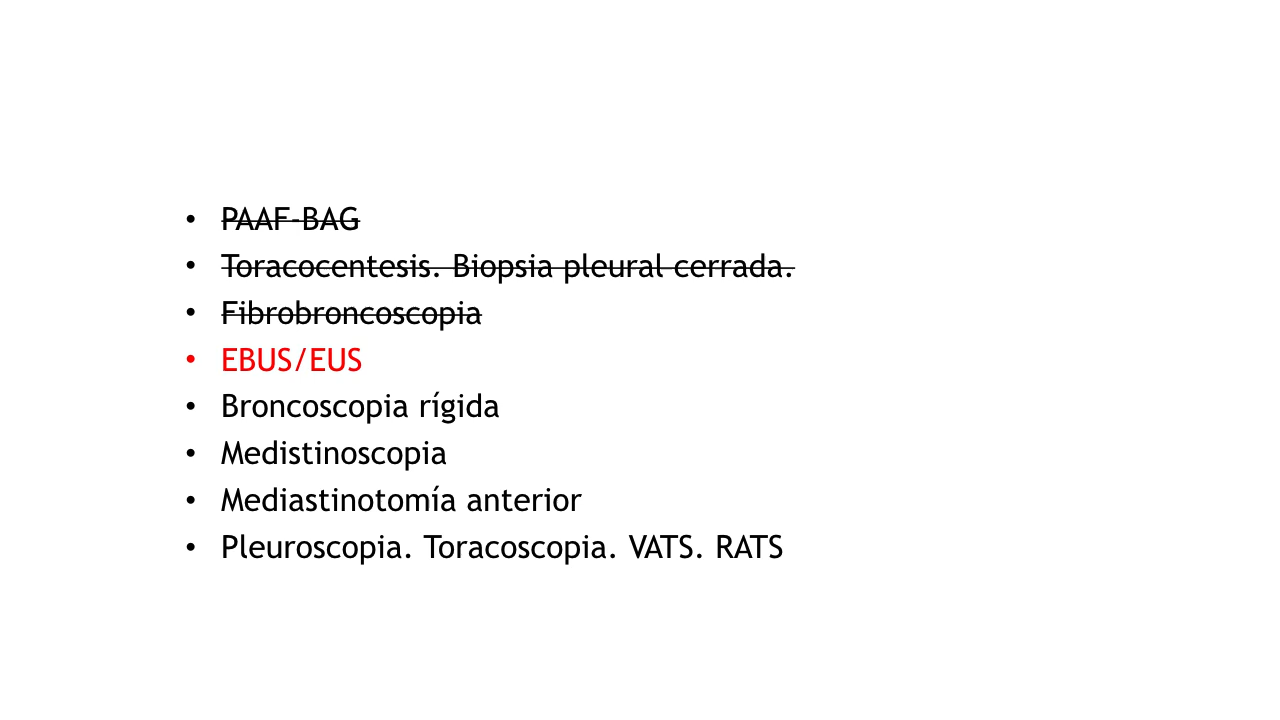 • PAAF-BAG
• Toracocentesis. Biopsia pleural cerrada.
• Fibrobroncoscopia
• EBUS/EUS
• Broncoscopia rígida
• Medistinoscopia
• Mediastinotomía anterior
• Pleuroscopia. Toracoscopia. VATS. RATS